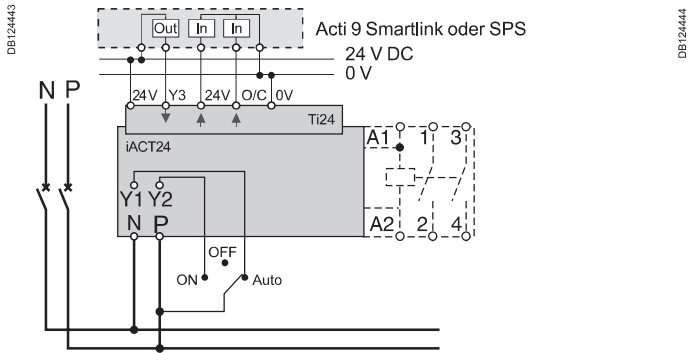 DB124443
DB124444
Out In In
Acti 9 Smartlink oder SPS
24 V DC
0 V
N P
24V Y3 24V O/C 0V
Ti24
iACT24
A1 1 3
Y1 Y2
N P
A2 2 4
OFF
ON Auto